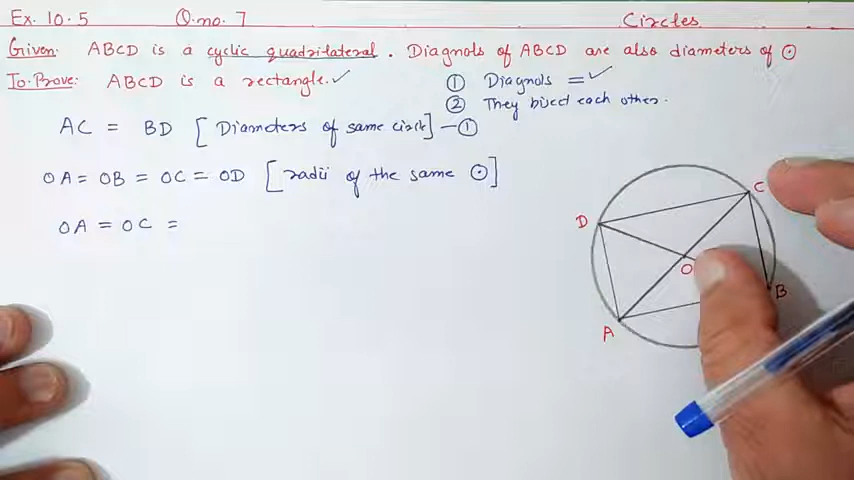 Ex. 10.5 Q.no. 7 Circles
Given: ABCD is a cyclic quadrilateral. Diagnols of ABCD are also diameters of ⊙
To Prove: ABCD is a rectangle. ✓ ① Diagnols = ✓
② They bisect each other.
AC = BD [Diameters of same circle] — ①
OA = OB = OC = OD [radii of the same ⊙]
OA = OC =
C
D
O
B
A